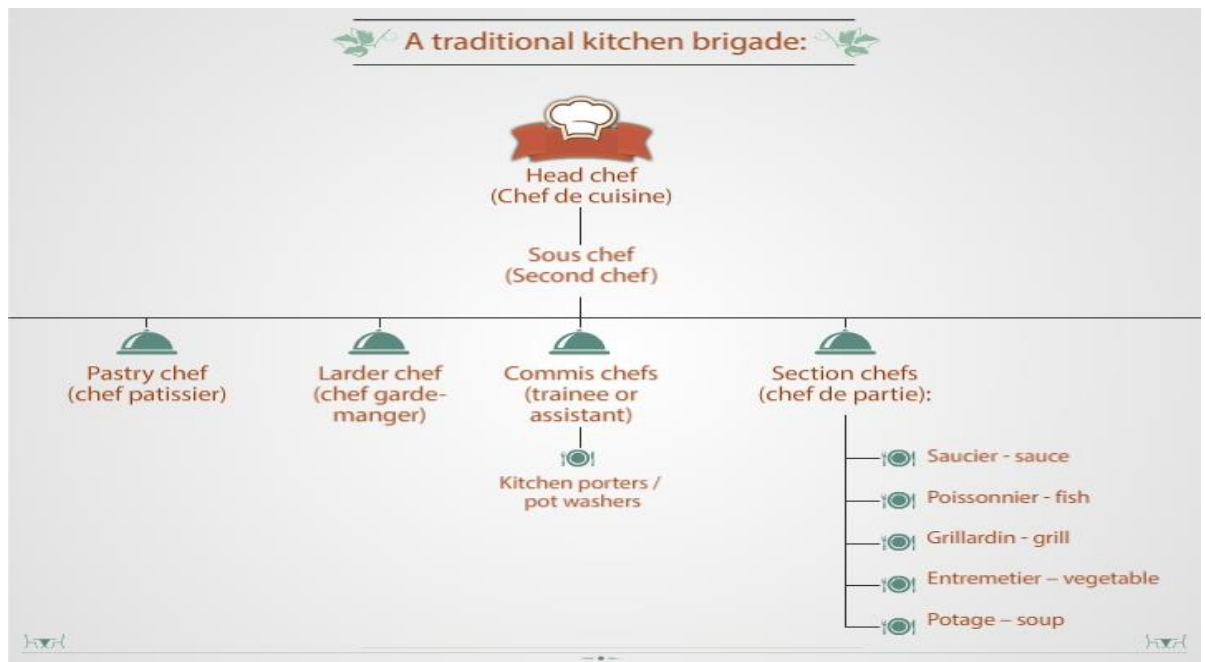 A traditional kitchen brigade:
Head chef
(Chef de cuisine)
Sous chef
(Second chef)
Pastry chef
(chef patissier)
Larder chef
(chef garde-
manger)
Commis chefs
(trainee or
assistant)
Kitchen porters /
pot washers
Section chefs
(chef de partie):
Saucier - sauce
Poissonnier - fish
Grillardin - grill
Entremetier – vegetable
Potage – soup